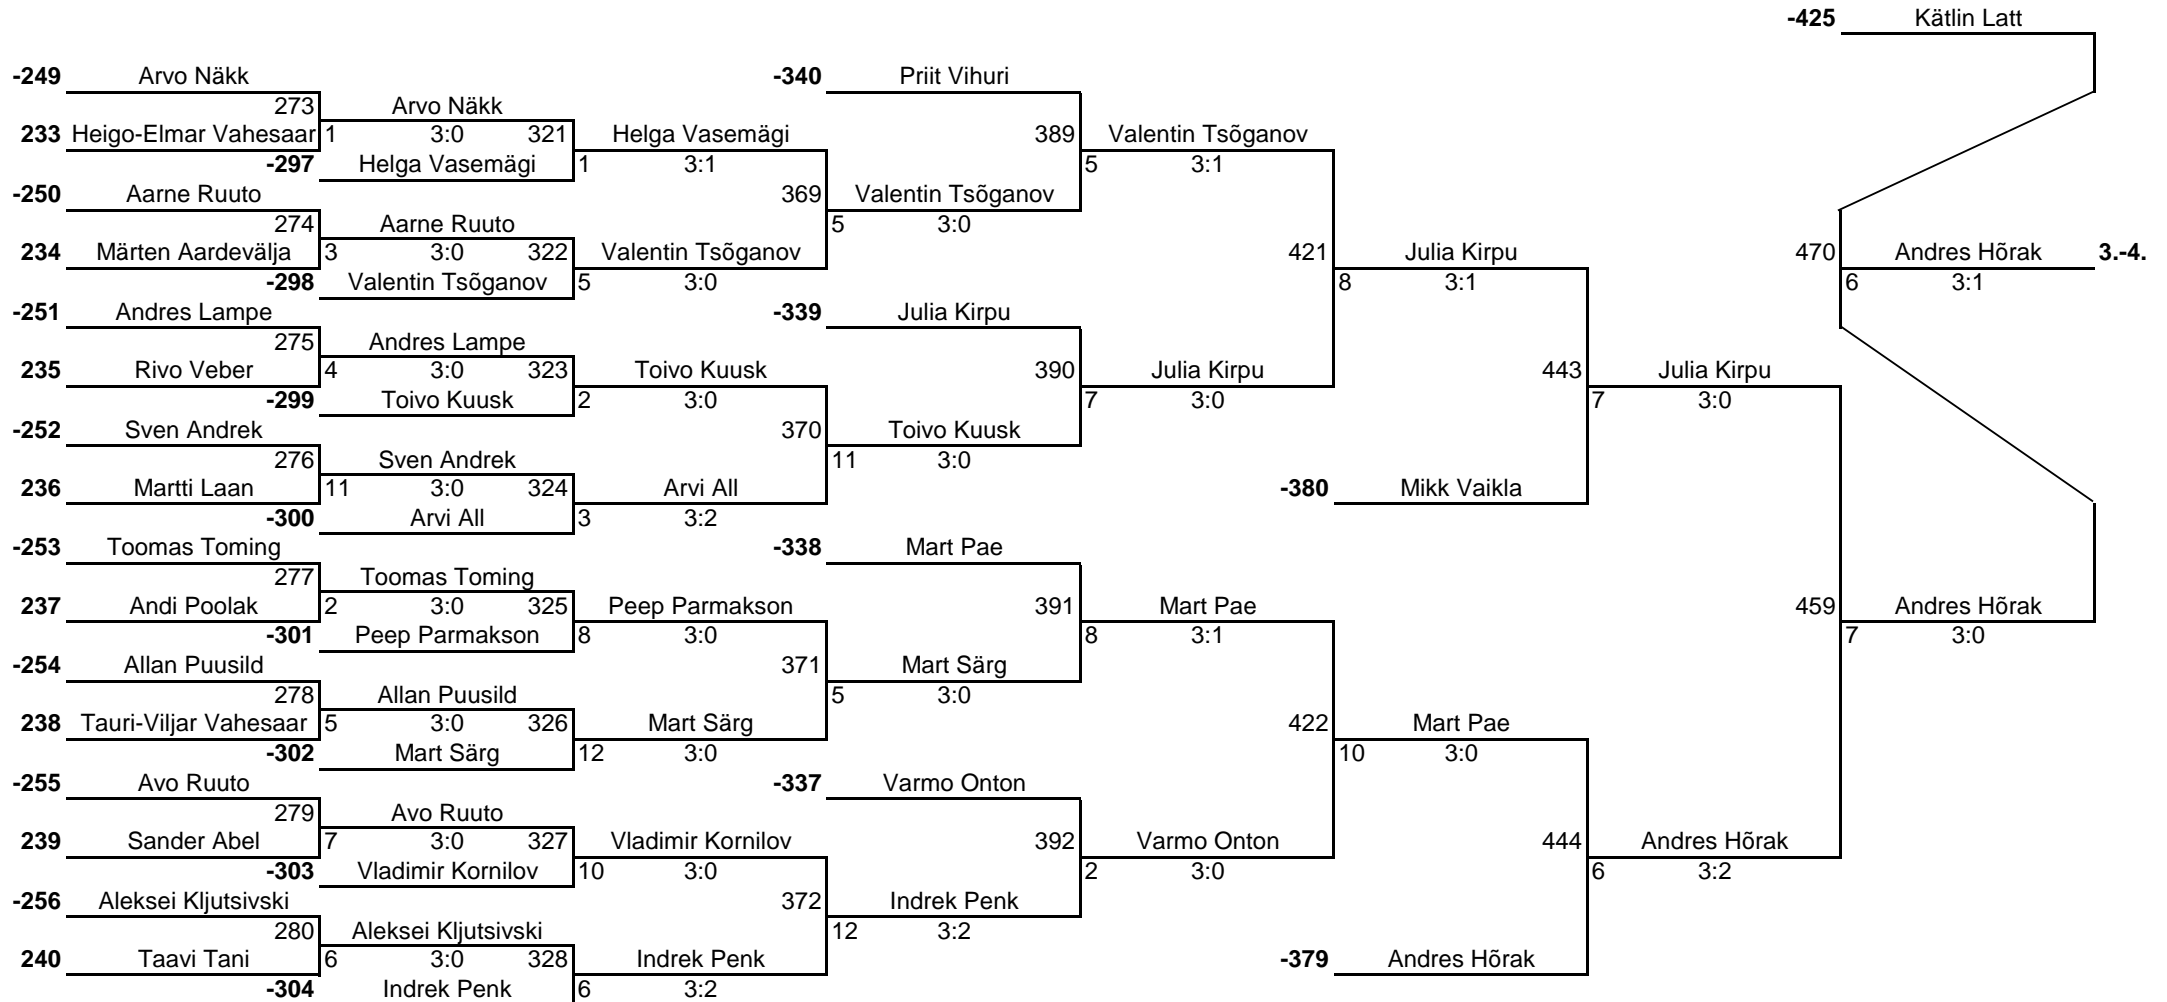 -425 Kätlin Latt
-249 Arvo Näkk -340 Priit Vihuri
273 Arvo Näkk
233 Heigo-Elmar Vahesaar 1 3:0 321 Helga Vasemägi 389 Valentin Tsõganov
-297 Helga Vasemägi 1 3:1 5 3:1
-250 Aarne Ruuto 369 Valentin Tsõganov
274 Aarne Ruuto 5 3:0
234 Märten Aardevälja 3 3:0 322 Valentin Tsõganov 421 Julia Kirpu 470 Andres Hõrak 3.-4.
-298 Valentin Tsõganov 5 3:0 8 3:1 6 3:1
-251 Andres Lampe -339 Julia Kirpu
275 Andres Lampe
235 Rivo Veber 4 3:0 323 Toivo Kuusk 390 Julia Kirpu 443 Julia Kirpu
-299 Toivo Kuusk 2 3:0 7 3:0 7 3:0
-252 Sven Andrek 370 Toivo Kuusk
276 Sven Andrek 11 3:0
236 Martti Laan 11 3:0 324 Arvi All -380 Mikk Vaikla
-300 Arvi All 3 3:2
-253 Toomas Toming -338 Mart Pae
277 Toomas Toming
237 Andi Poolak 2 3:0 325 Peep Parmakson 391 Mart Pae 459 Andres Hõrak
-301 Peep Parmakson 8 3:0 8 3:1 7 3:0
-254 Allan Puusild 371 Mart Särg
278 Allan Puusild 5 3:0
238 Tauri-Viljar Vahesaar 5 3:0 326 Mart Särg 422 Mart Pae
-302 Mart Särg 12 3:0 10 3:0
-255 Avo Ruuto -337 Varmo Onton
279 Avo Ruuto
239 Sander Abel 7 3:0 327 Vladimir Kornilov 392 Varmo Onton 444 Andres Hõrak
-303 Vladimir Kornilov 10 3:0 2 3:0 6 3:2
-256 Aleksei Kljutsivski 372 Indrek Penk
280 Aleksei Kljutsivski 12 3:2
240 Taavi Tani 6 3:0 328 Indrek Penk -379 Andres Hõrak
-304 Indrek Penk 6 3:2